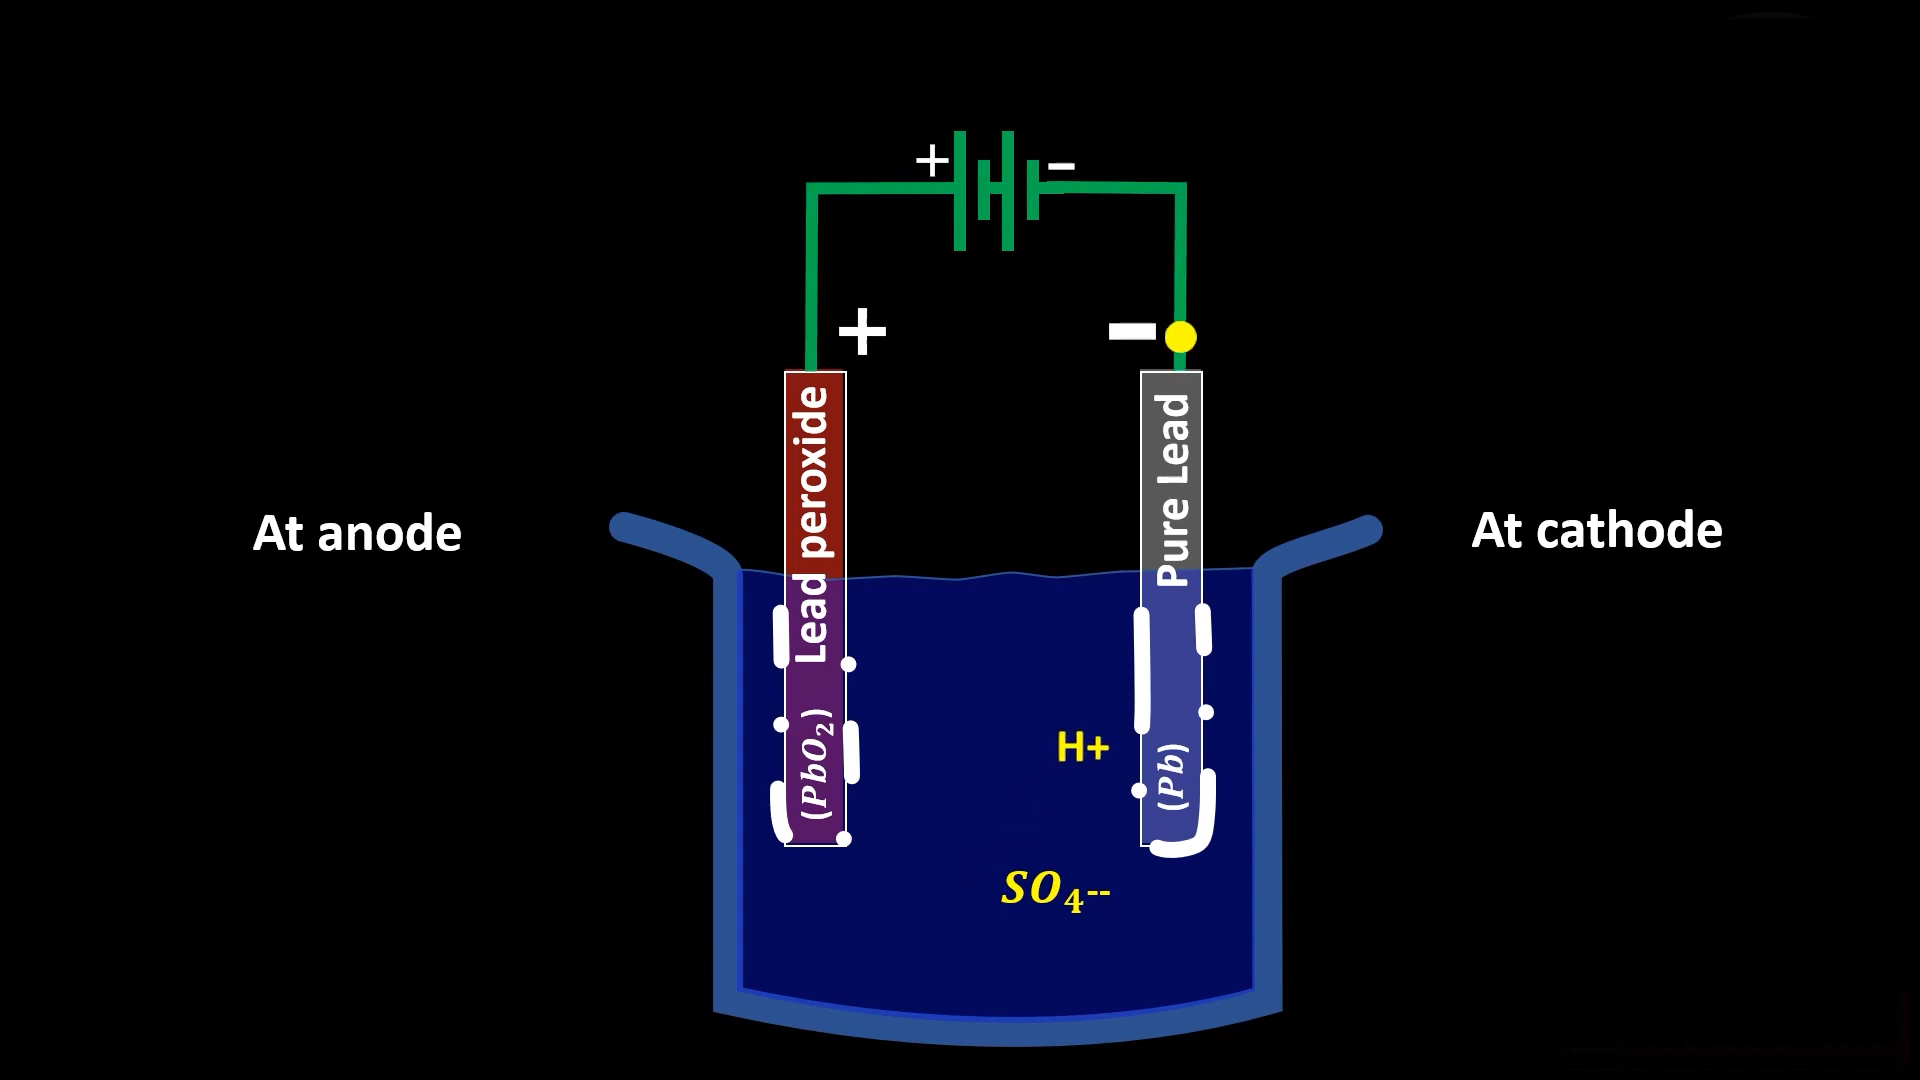 + −
+ −
Lead peroxide (PbO₂)
Pure Lead (Pb)
At anode
At cathode
H+
SO₄--